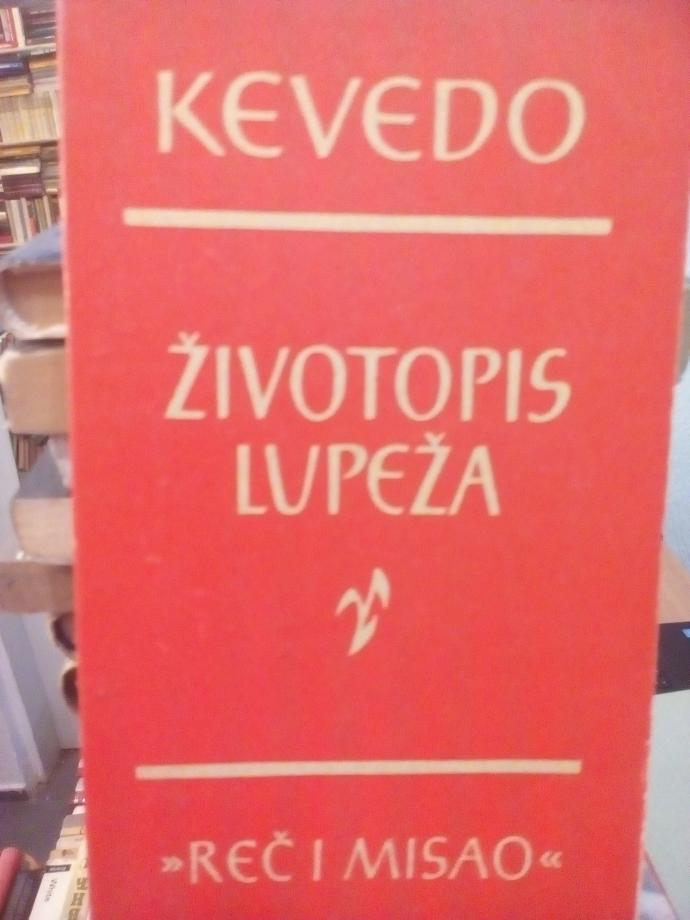 KEVEDO
ŽIVOTOPIS
LUPEŽA
»REČ I MISAO«